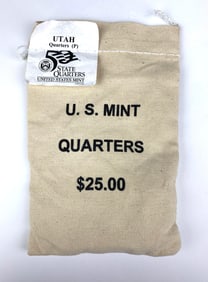 UTAH
Quarters (P)
50
STATE
QUARTERS
UNITED STATES MINT
U. S. MINT
QUARTERS
$25.00